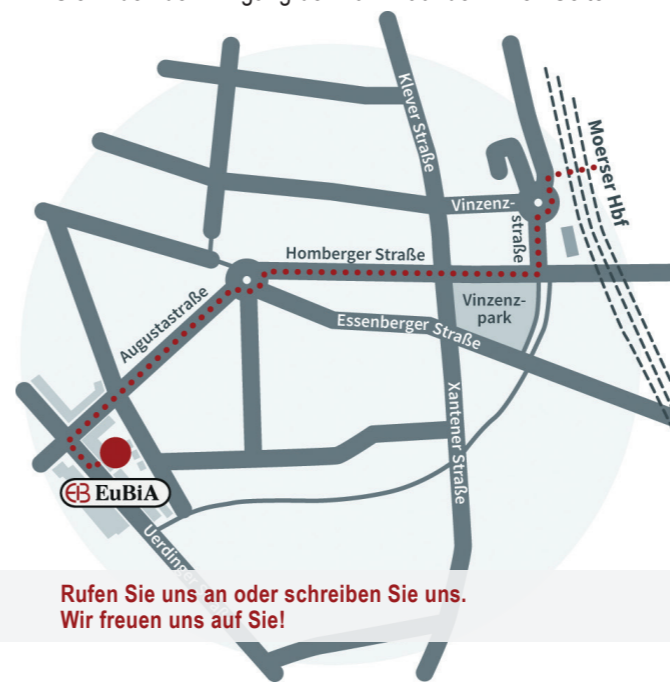 Klever Straße
Moerser Hbf
Vinzenz-
straße
Homberger Straße
Vinzenz-
park
Augustastraße
Essenberger Straße
Xantener Straße
EB EuBiA
Rufen Sie uns an oder schreiben Sie uns.
Wir freuen uns auf Sie!